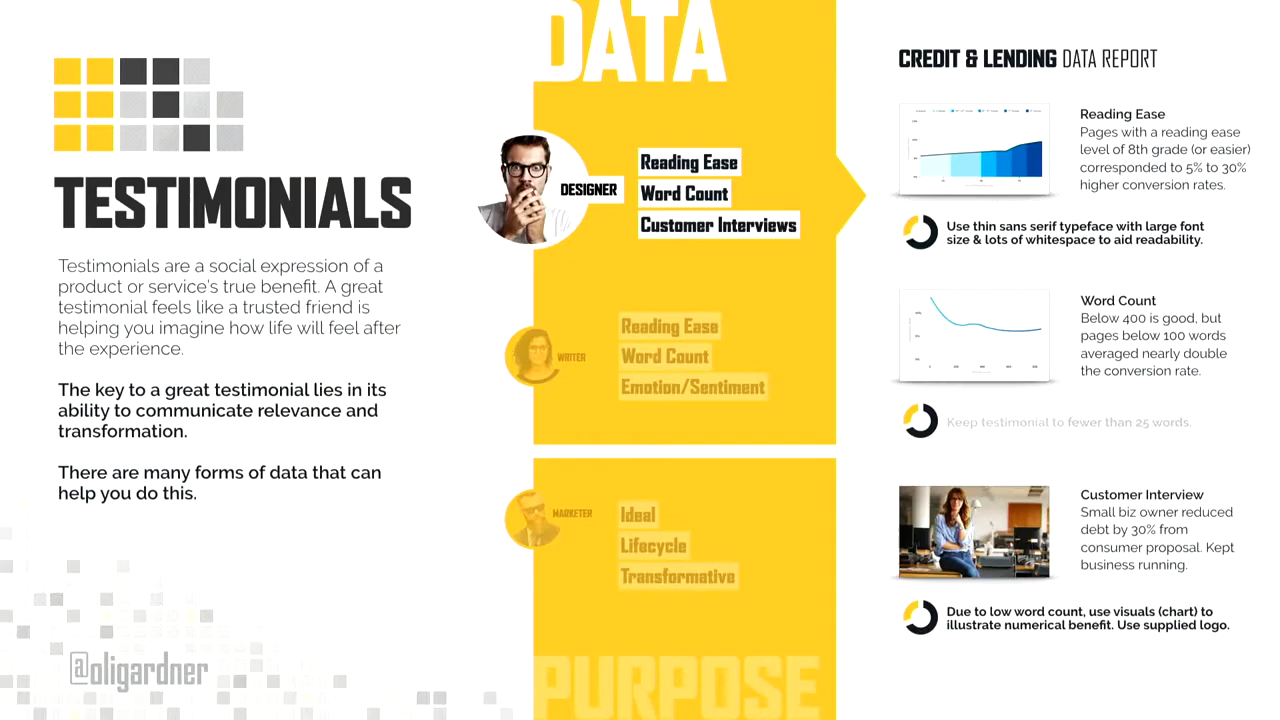 TESTIMONIALS
Testimonials are a social expression of a
product or service's true benefit. A great
testimonial feels like a trusted friend is
helping you imagine how life will feel after
the experience.
The key to a great testimonial lies in its
ability to communicate relevance and
transformation.
There are many forms of data that can
help you do this.
@oligardner
DATA
DESIGNER
Reading Ease
Word Count
Customer Interviews
WRITER
Reading Ease
Word Count
Emotion/Sentiment
MARKETER
Ideal
Lifecycle
Transformative
PURPOSE
CREDIT & LENDING DATA REPORT
Reading Ease
Pages with a reading ease
level of 8th grade (or easier)
corresponded to 5% to 30%
higher conversion rates.
Use thin sans serif typeface with large font
size & lots of whitespace to aid readability.
Word Count
Below 400 is good, but
pages below 100 words
averaged nearly double
the conversion rate.
Keep testimonial to fewer than 25 words.
Customer Interview
Small biz owner reduced
debt by 30% from
consumer proposal. Kept
business running.
Due to low word count, use visuals (chart) to
illustrate numerical benefit. Use supplied logo.